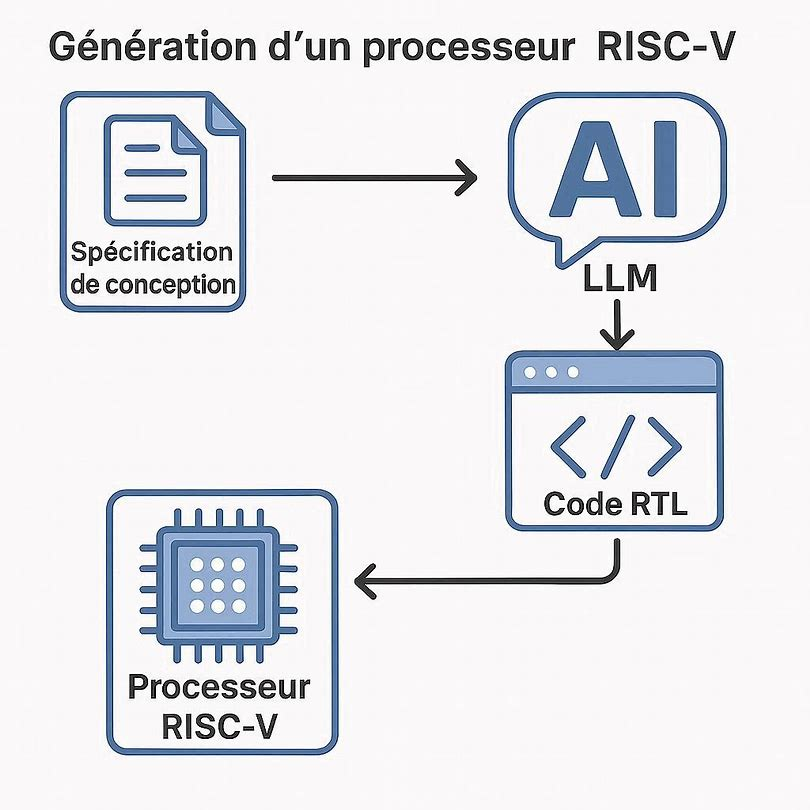 Génération d'un processeur RISC-V
Spécification
de conception
AI
LLM
</>
Code RTL
Processeur
RISC-V